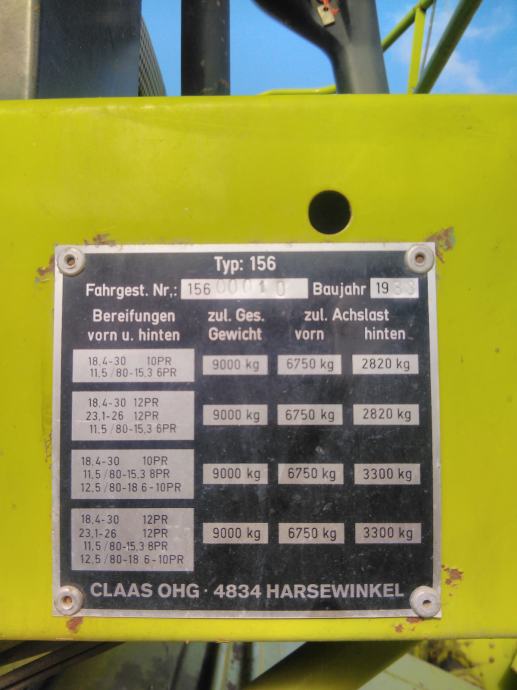 Typ: 156
Fahrgest. Nr,: 156 00010 Baujahr 1983
Bereifungen zul. Ges. zul. Achslast
vorn u. hinten Gewicht vorn hinten
18,4-30 10PR
11,5/80-15,3 6PR 9000 kg 6750 kg 2820 kg
18,4-30 12PR
23,1-26 12PR 9000 kg 6750 kg 2820 kg
11,5/80-15,3 6PR
18,4-30 10PR
11,5/80-15,3 8PR 9000 kg 6750 kg 3300 kg
12,5/80-18 6-10PR
18,4-30 12PR
23,1-26 12PR 9000 kg 6750 kg 3300 kg
11,5/80-15,3 8PR
12,5/80-18 6-10PR
CLAAS OHG · 4834 HARSEWINKEL